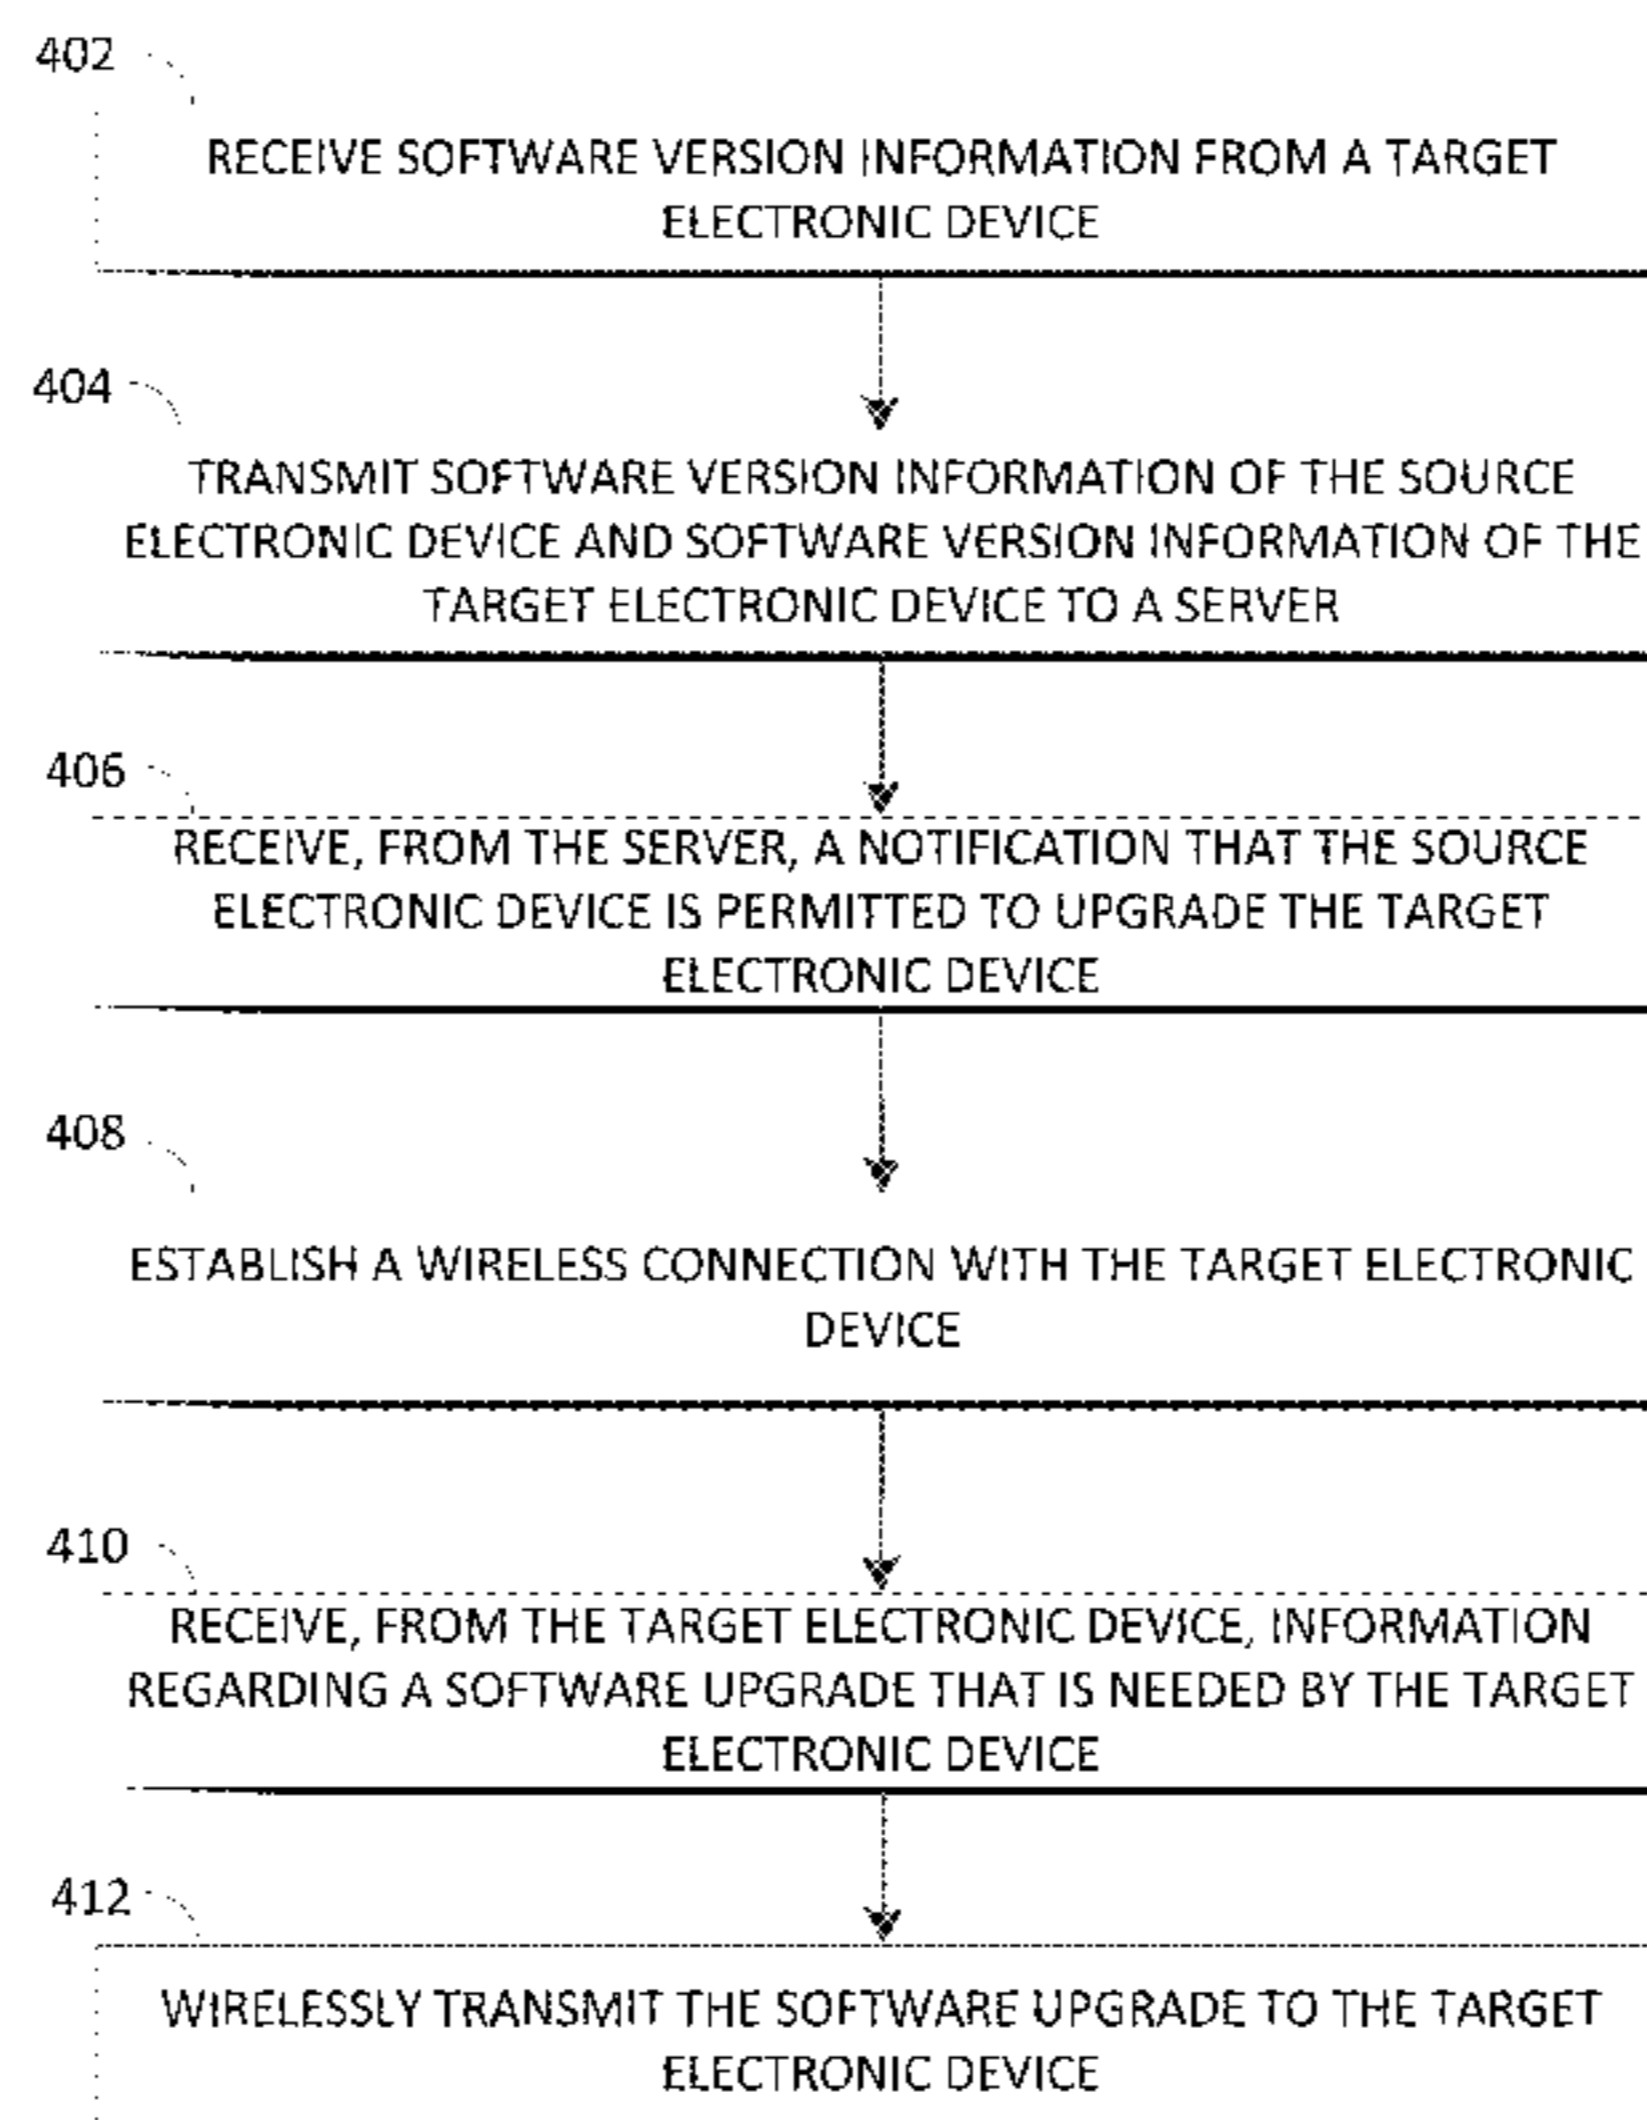 402
RECEIVE SOFTWARE VERSION INFORMATION FROM A TARGET
ELECTRONIC DEVICE
404
TRANSMIT SOFTWARE VERSION INFORMATION OF THE SOURCE
ELECTRONIC DEVICE AND SOFTWARE VERSION INFORMATION OF THE
TARGET ELECTRONIC DEVICE TO A SERVER
406
RECEIVE, FROM THE SERVER, A NOTIFICATION THAT THE SOURCE
ELECTRONIC DEVICE IS PERMITTED TO UPGRADE THE TARGET
ELECTRONIC DEVICE
408
ESTABLISH A WIRELESS CONNECTION WITH THE TARGET ELECTRONIC
DEVICE
410
RECEIVE, FROM THE TARGET ELECTRONIC DEVICE, INFORMATION
REGARDING A SOFTWARE UPGRADE THAT IS NEEDED BY THE TARGET
ELECTRONIC DEVICE
412
WIRELESSLY TRANSMIT THE SOFTWARE UPGRADE TO THE TARGET
ELECTRONIC DEVICE